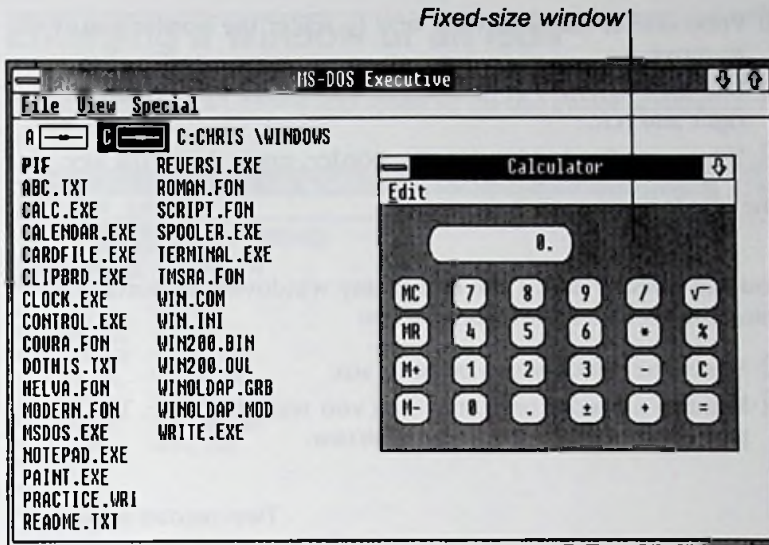 Fixed-size window
MS-DOS Executive
File View Special
A C C:CHRIS \WINDOWS
PIF REVERSI.EXE
ABC.TXT ROMAN.FON
CALC.EXE SCRIPT.FON
CALENDAR.EXE SPOOLER.EXE
CARDFILE.EXE TERMINAL.EXE
CLIPBRD.EXE TMSRA.FON
CLOCK.EXE WIN.COM
CONTROL.EXE WIN.INI
COURA.FON WIN200.BIN
DOTHIS.TXT WIN200.OVL
HELVA.FON WINOLDAP.GRB
MODERN.FON WINOLDAP.MOD
MSDOS.EXE WRITE.EXE
NOTEPAD.EXE
PAINT.EXE
PRACTICE.WRI
README.TXT
Calculator
Edit
0.
MC 7 8 9 / √
MR 4 5 6 * %
M+ 1 2 3 - C
M- 0 . ± + =